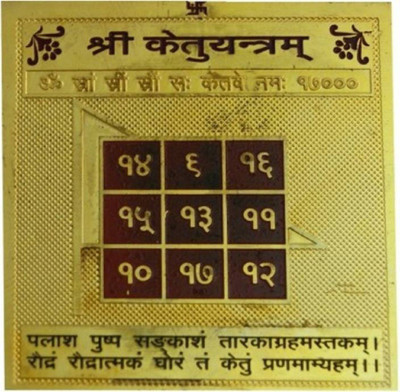 श्री केतुयन्त्रम्
ॐ स्रां स्रीं स्रौं सः केतवे नमः १७०००
१४ ६ १६
१५ १३ ११
१० १७ १२
पलाश पुष्प सङ्काशं तारकाग्रहमस्तकम्।
रौद्रं रौद्रात्मकं घोरं तं केतुं प्रणमाम्यहम्।।